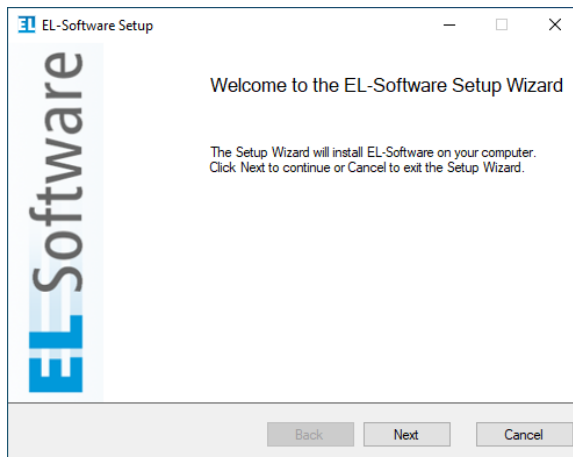 EL-Software Setup
EL Software
Welcome to the EL-Software Setup Wizard
The Setup Wizard will install EL-Software on your computer.
Click Next to continue or Cancel to exit the Setup Wizard.
Back Next Cancel